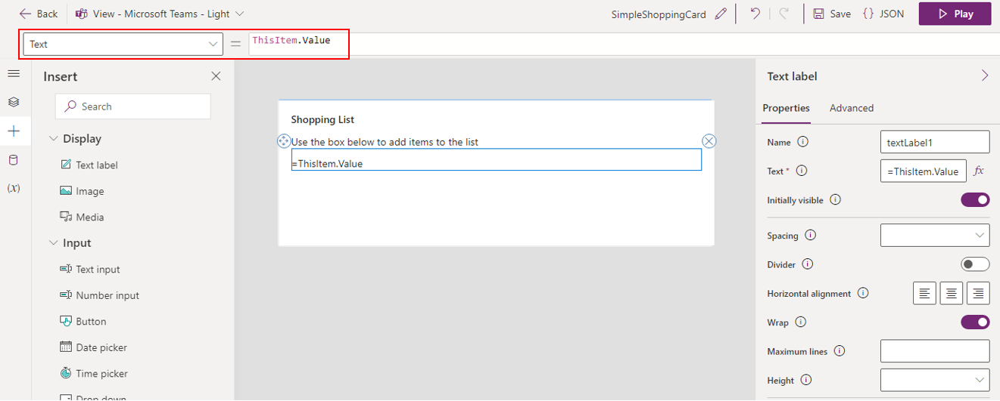 Back
View - Microsoft Teams - Light
SimpleShoppingCard
Save
{ } JSON
Play
Text
=
ThisItem.Value
Insert
Search
Display
Text label
Image
Media
Input
Text input
Number input
Button
Date picker
Time picker
Drop down
(x)
Shopping List
Use the box below to add items to the list
=ThisItem.Value
Text label
Properties
Advanced
Name
textLabel1
Text *
=ThisItem.Value
fx
Initially visible
Spacing
Divider
Horizontal alignment
Wrap
Maximum lines
Height